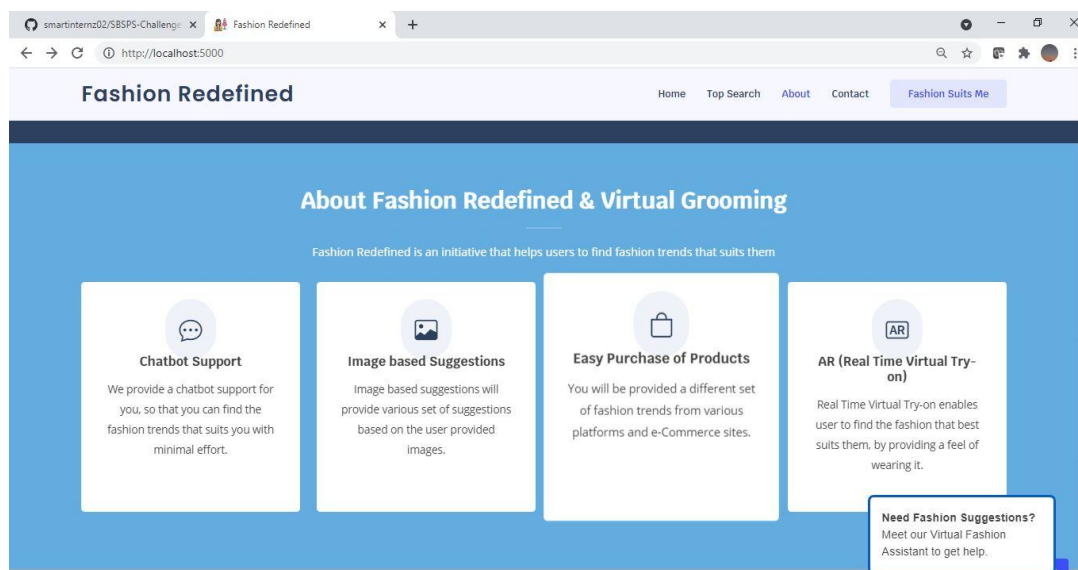 smartinternz02/SBSPS-Challenge
Fashion Redefined
http://localhost:5000
Fashion Redefined
Home Top Search About Contact Fashion Suits Me
About Fashion Redefined & Virtual Grooming
Fashion Redefined is an initiative that helps users to find fashion trends that suits them
Chatbot Support
We provide a chatbot support for
you, so that you can find the
fashion trends that suits you with
minimal effort.
Image based Suggestions
Image based suggestions will
provide various set of suggestions
based on the user provided
images.
Easy Purchase of Products
You will be provided a different set
of fashion trends from various
platforms and e-Commerce sites.
AR
AR (Real Time Virtual Try-
on)
Real Time Virtual Try-on enables
user to find the fashion that best
suits them, by providing a feel of
wearing it.
Need Fashion Suggestions?
Meet our Virtual Fashion
Assistant to get help.